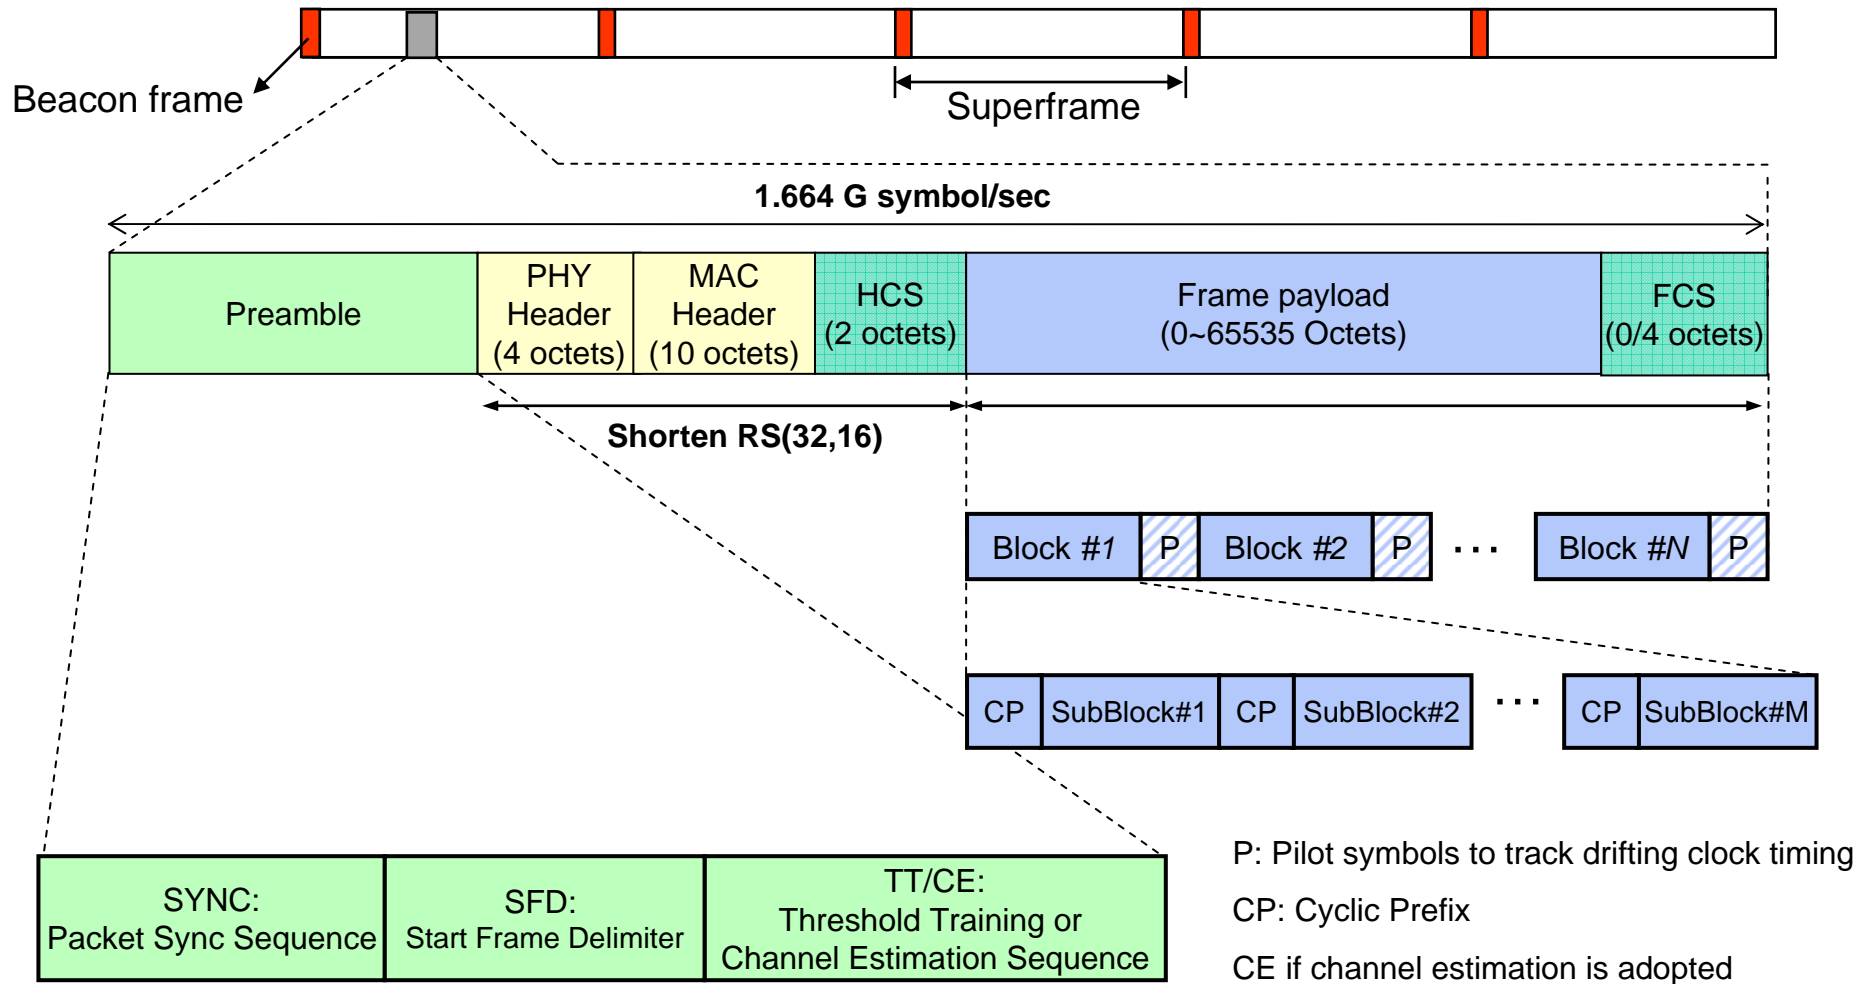 Beacon frame
Superframe
1.664 G symbol/sec
Preamble
PHY
Header
(4 octets)
MAC
Header
(10 octets)
HCS
(2 octets)
Frame payload
(0~65535 Octets)
FCS
(0/4 octets)
Shorten RS(32,16)
Block #1
P
Block #2
P
···
Block #N
P
CP
SubBlock#1
CP
SubBlock#2
···
CP
SubBlock#M
SYNC:
Packet Sync Sequence
SFD:
Start Frame Delimiter
TT/CE:
Threshold Training or
Channel Estimation Sequence
P: Pilot symbols to track drifting clock timing
CP: Cyclic Prefix
CE if channel estimation is adopted